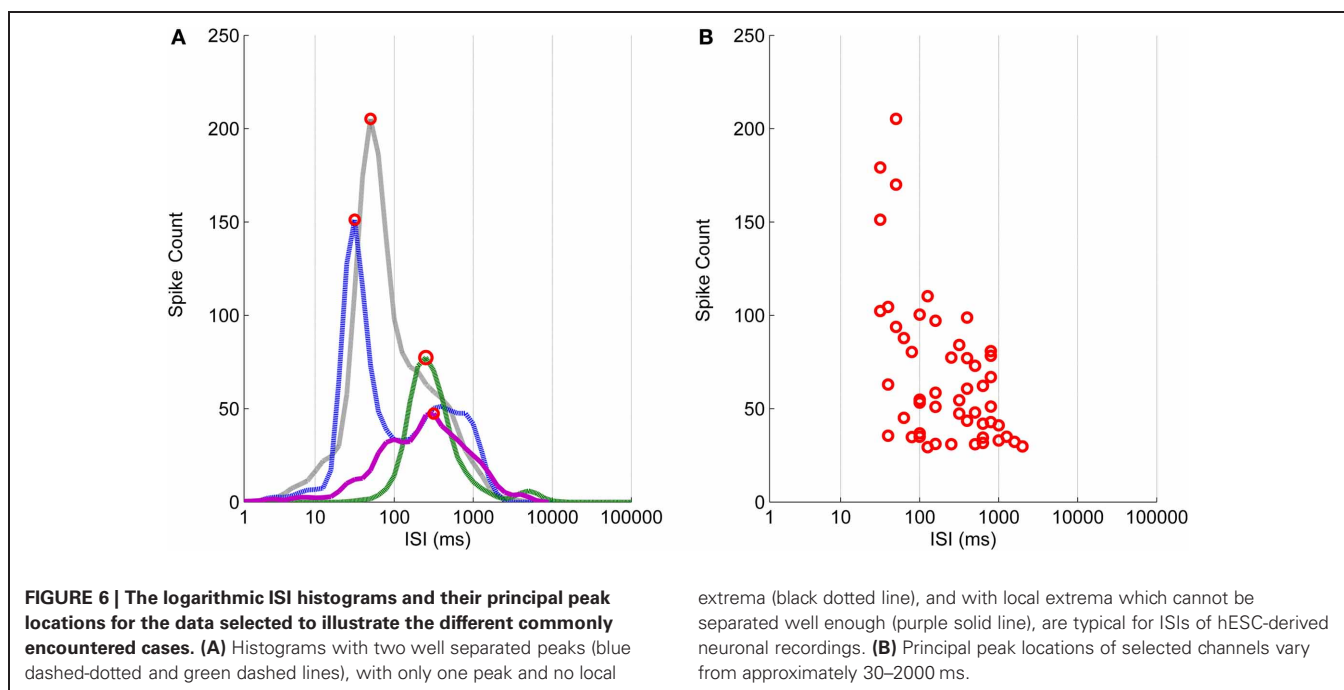 A
250
200
150
100
50
0
Spike Count
1
10
100
1000
10000
100000
ISI (ms)
B
250
200
150
100
50
0
Spike Count
1
10
100
1000
10000
100000
ISI (ms)
FIGURE 6 | The logarithmic ISI histograms and their principal peak
locations for the data selected to illustrate the different commonly
encountered cases. (A) Histograms with two well separated peaks (blue
dashed-dotted and green dashed lines), with only one peak and no local
extrema (black dotted line), and with local extrema which cannot be
separated well enough (purple solid line), are typical for ISIs of hESC-derived
neuronal recordings. (B) Principal peak locations of selected channels vary
from approximately 30–2000 ms.